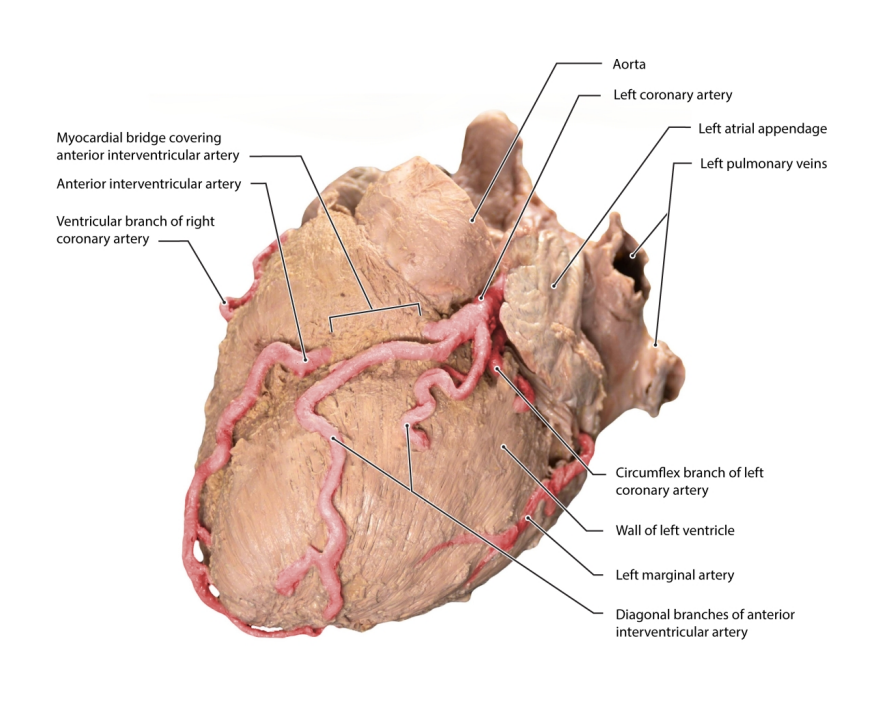 Aorta
Left coronary artery
Left atrial appendage
Left pulmonary veins
Myocardial bridge covering
anterior interventricular artery
Anterior interventricular artery
Ventricular branch of right
coronary artery
Circumflex branch of left
coronary artery
Wall of left ventricle
Left marginal artery
Diagonal branches of anterior
interventricular artery